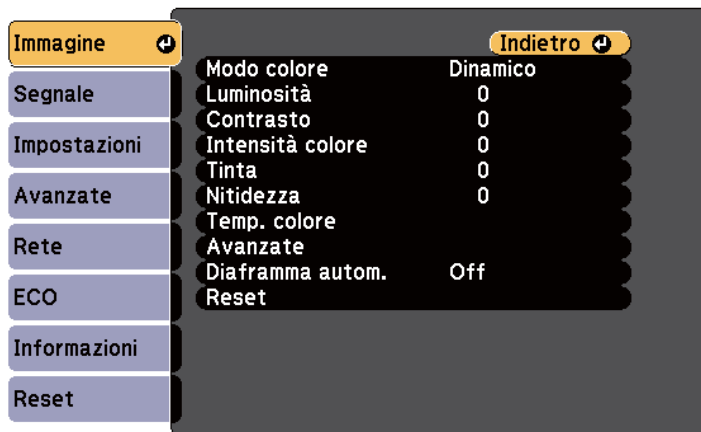 Immagine
Segnale
Impostazioni
Avanzate
Rete
ECO
Informazioni
Reset
Indietro
Modo colore Dinamico
Luminosità 0
Contrasto 0
Intensità colore 0
Tinta 0
Nitidezza 0
Temp. colore
Avanzate
Diaframma autom. Off
Reset